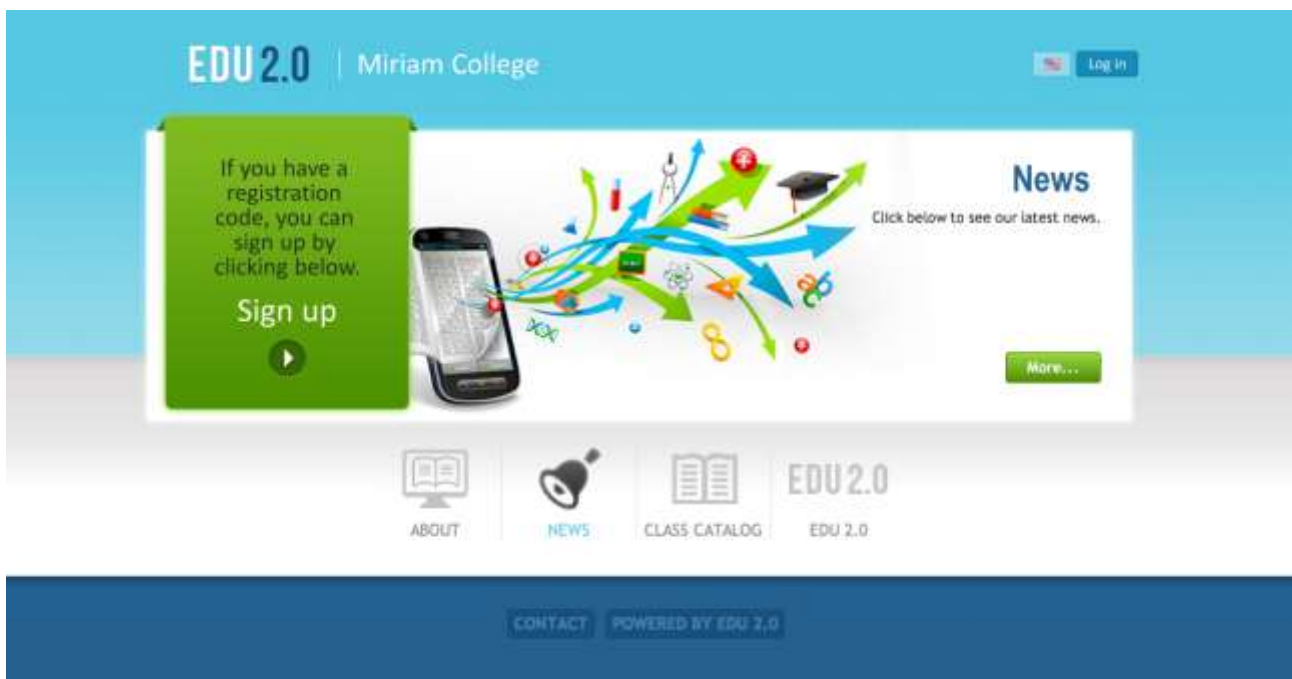 EDU 2.0 Miriam College
Log in
If you have a
registration
code, you can
sign up by
clicking below.
Sign up
News
Click below to see our latest news.
More...
ABOUT
NEWS
CLASS CATALOG
EDU 2.0
EDU 2.0
CONTACT
POWERED BY EDU 2.0